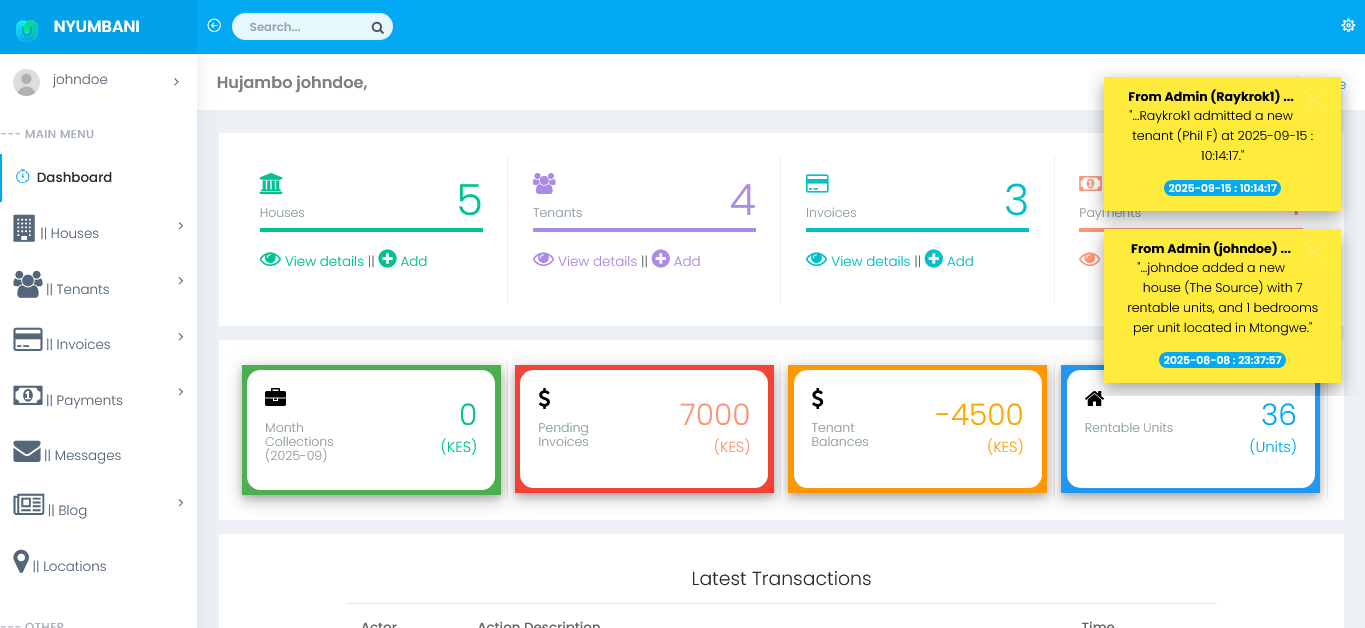 NYUMBANI
Search...
johndoe
Hujambo johndoe,
--- MAIN MENU
Dashboard
|| Houses
|| Tenants
|| Invoices
|| Payments
|| Messages
|| Blog
|| Locations
--- OTHER
From Admin (Raykrok1) ...
"...Raykrok1 admitted a new
tenant (Phil F) at 2025-09-15 :
10:14:17."
2025-09-15 : 10:14:17
From Admin (johndoe) ...
"...johndoe added a new
house (The Source) with 7
rentable units, and 1 bedrooms
per unit located in Mtongwe."
2025-08-08 : 23:37:57
Houses
5
View details || Add
Tenants
4
View details || Add
Invoices
3
View details || Add
Payments
Month
Collections
(2025-09)
0
(KES)
Pending
Invoices
7000
(KES)
Tenant
Balances
-4500
(KES)
Rentable Units
36
(Units)
Latest Transactions
Actor Action Description Time